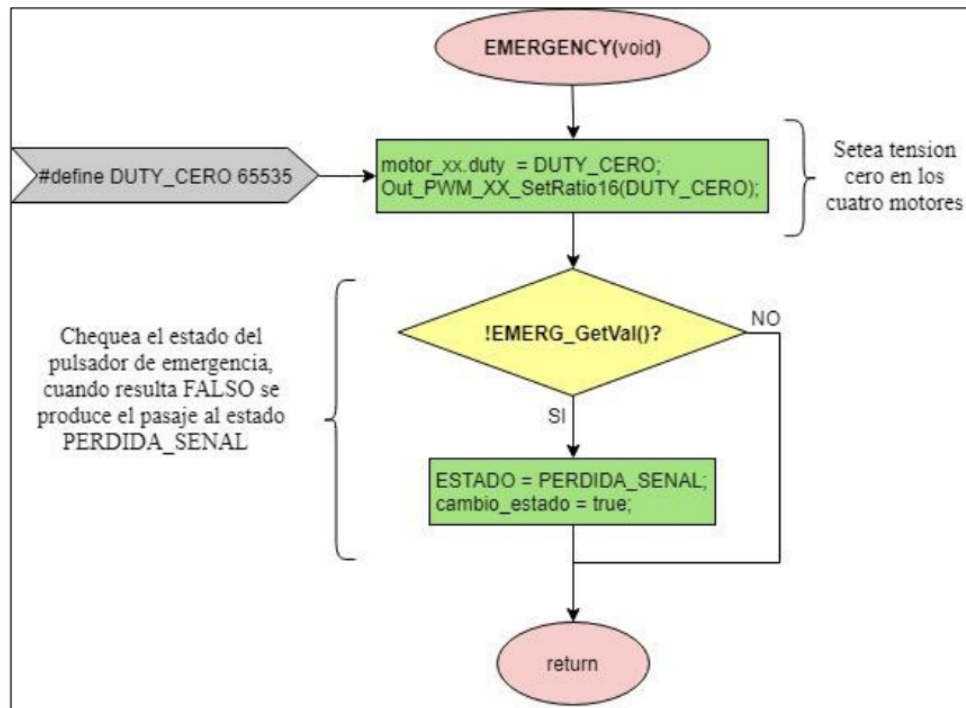 EMERGENCY(void)
#define DUTY_CERO 65535
motor_xx.duty = DUTY_CERO;
Out_PWM_XX_SetRatio16(DUTY_CERO);
Setea tension
cero en los
cuatro motores
!EMERG_GetVal()?
NO
SI
Chequea el estado del
pulsador de emergencia,
cuando resulta FALSO se
produce el pasaje al estado
PERDIDA_SENAL
ESTADO = PERDIDA_SENAL;
cambio_estado = true;
return